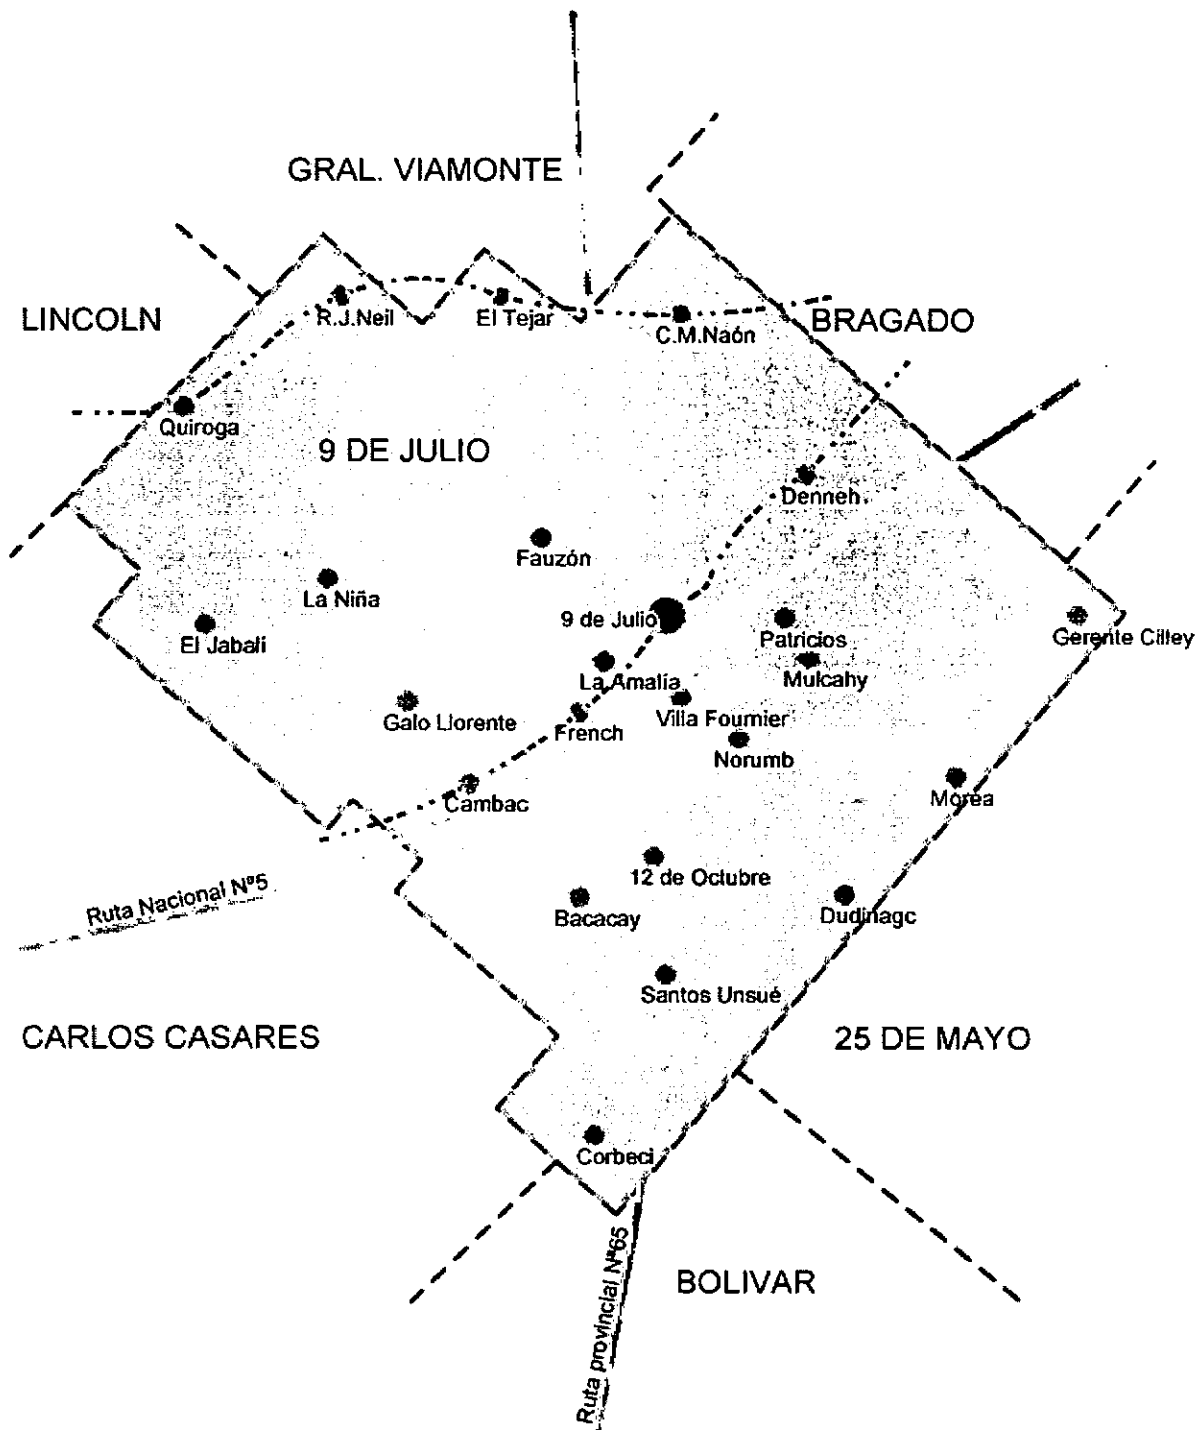 GRAL. VIAMONTE
LINCOLN
R.J.Neil
El Tejar
C.M.Naón
BRAGADO
Quiroga
9 DE JULIO
Denneh
Fauzón
La Niña
9 de Julio
El Jabalí
Patricios
Gerente Cilley
La Amalía
Mulcahy
Galo Llorente
French
Villa Fournier
Norumb
Cambac
Morea
12 de Octubre
Ruta Nacional Nº5
Bacacay
Dudinagc
Santos Unsué
CARLOS CASARES
25 DE MAYO
Corbeci
BOLIVAR
Ruta provincial Nº65